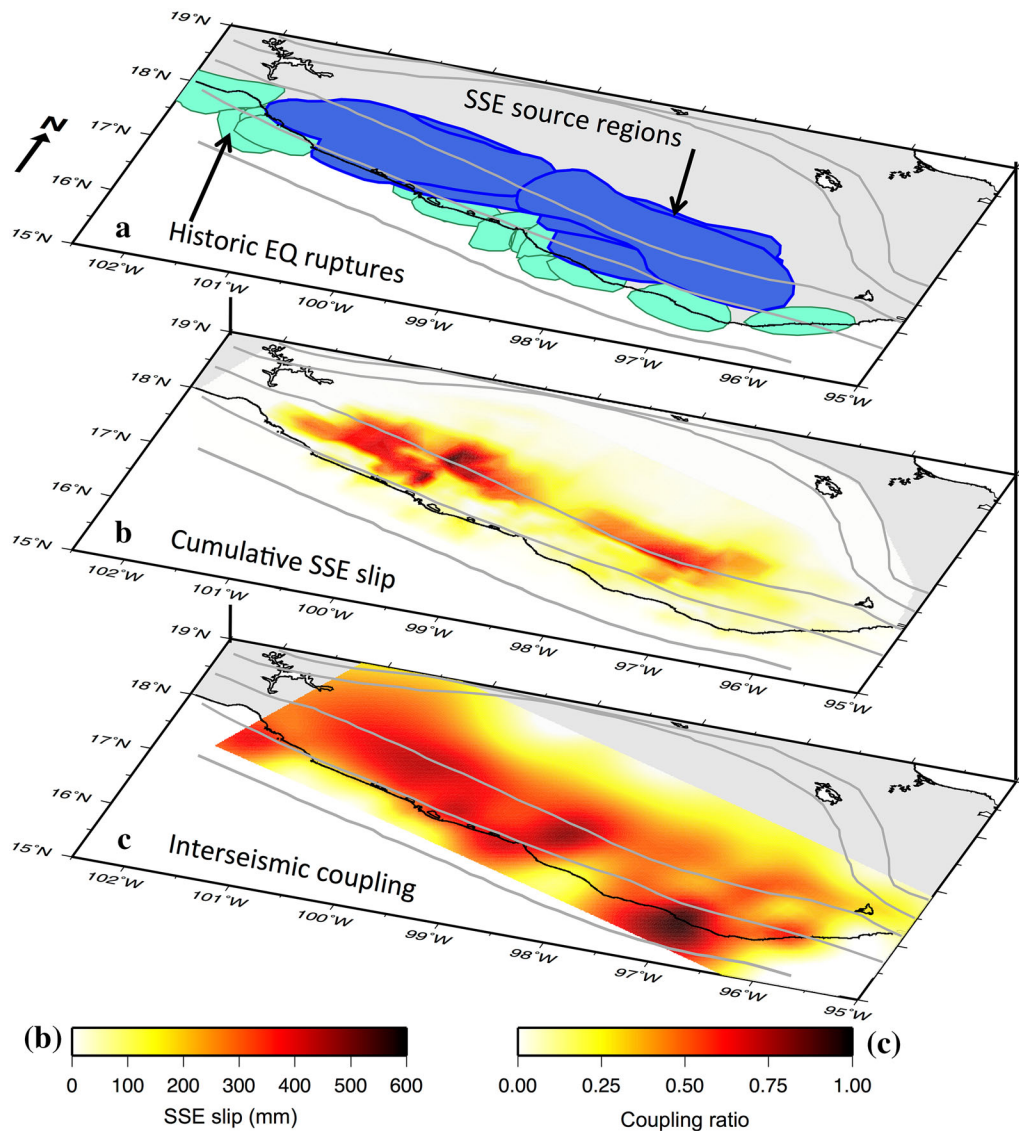 19°N
18°N
17°N
16°N
15°N
N
SSE source regions
a
Historic EQ ruptures
102°W
101°W
100°W
99°W
98°W
97°W
96°W
95°W
19°N
18°N
17°N
16°N
15°N
b
Cumulative SSE slip
102°W
101°W
100°W
99°W
98°W
97°W
96°W
95°W
19°N
18°N
17°N
16°N
15°N
c
Interseismic coupling
102°W
101°W
100°W
99°W
98°W
97°W
96°W
95°W
(b)
0 100 200 300 400 500 600
SSE slip (mm)
(c)
0.00 0.25 0.50 0.75 1.00
Coupling ratio